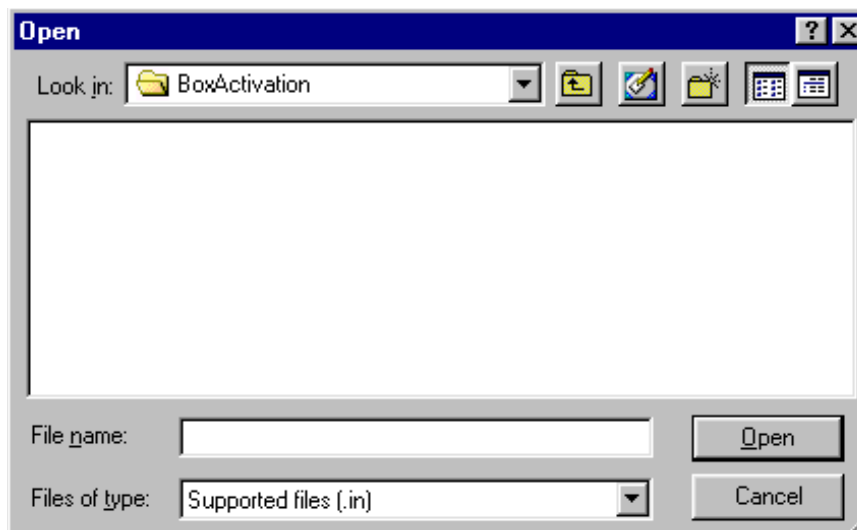 Open
Look in: BoxActivation
File name:
Open
Files of type: Supported files (.in)
Cancel